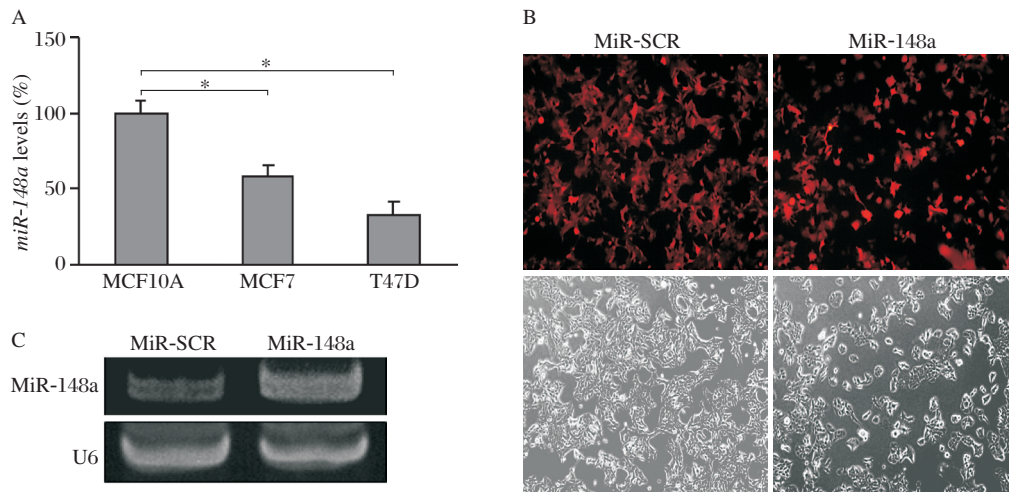 A
150
100
50
0
miR-148a levels (%)
*
*
MCF10A MCF7 T47D
B
MiR-SCR MiR-148a
C
MiR-SCR MiR-148a
MiR-148a
U6